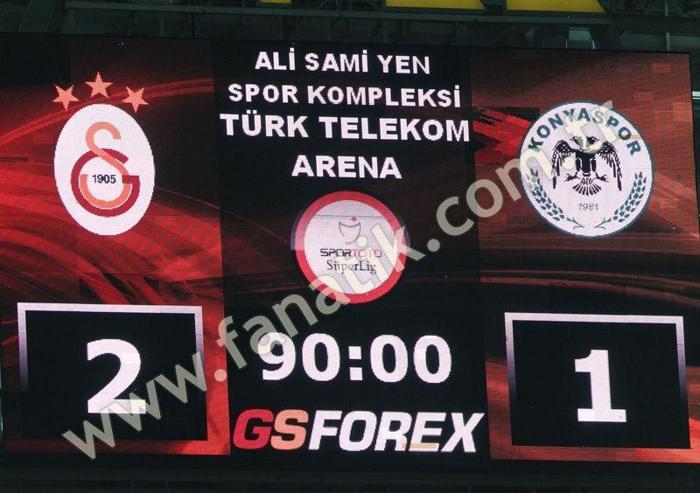 ALİ SAMİ YEN
SPOR KOMPLEKSİ
TÜRK TELEKOM
ARENA
1905
KONYASPOR
1981
SPORTOTO
SüperLig
2
90:00
1
GSFOREX
www.fanatik.com.tr